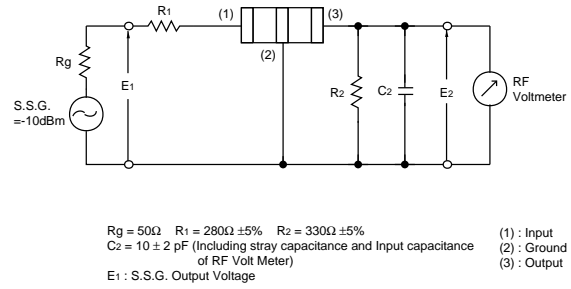 R1
(1)
(3)
(2)
Rg
E1
R2
C2
E2
RF
Voltmeter
S.S.G.
=-10dBm
Rg = 50Ω R1 = 280Ω ±5% R2 = 330Ω ±5%
C2 = 10 ± 2 pF (Including stray capacitance and Input capacitance
of RF Volt Meter)
E1 : S.S.G. Output Voltage
(1) : Input
(2) : Ground
(3) : Output